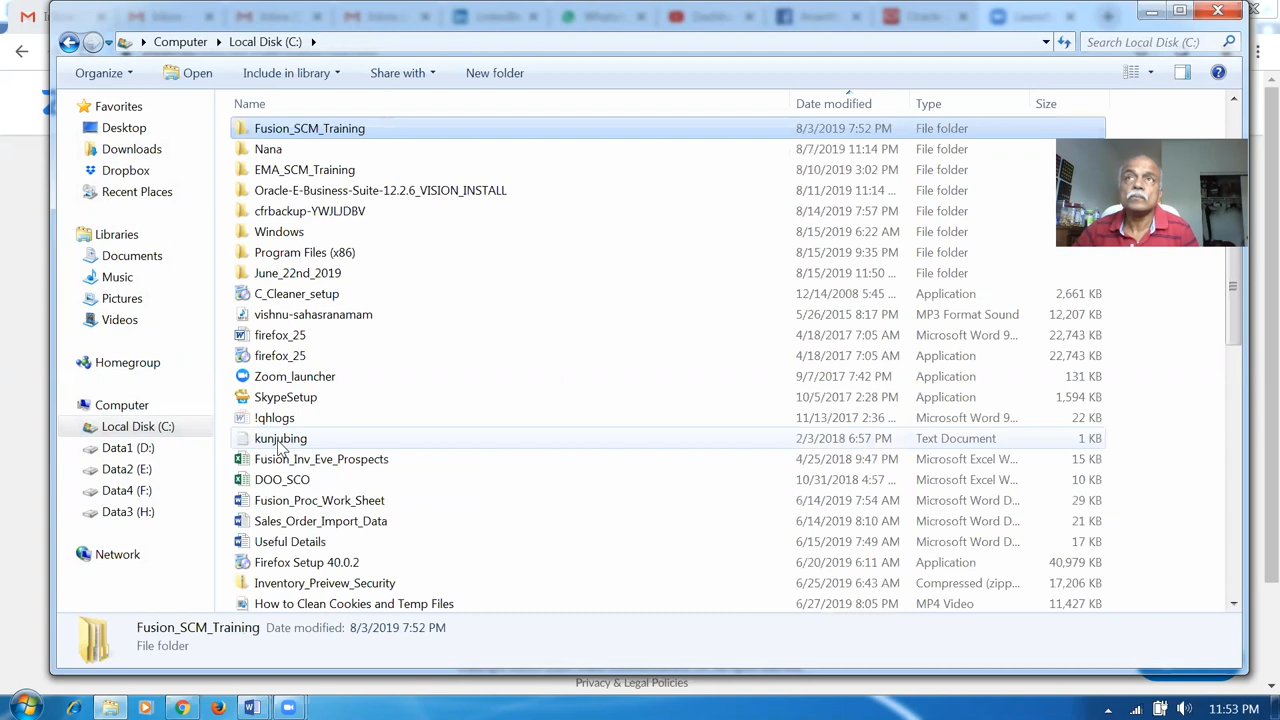 Computer Local Disk (C:) Search Local Disk (C:)
Organize Open Include in library Share with New folder
Name Date modified Type Size
Favorites
Desktop
Downloads
Dropbox
Recent Places
Libraries
Documents
Music
Pictures
Videos
Homegroup
Computer
Local Disk (C:)
Data1 (D:)
Data2 (E:)
Data4 (F:)
Data3 (H:)
Network
Fusion_SCM_Training 8/3/2019 7:52 PM File folder
Nana 8/7/2019 11:14 PM File folder
EMA_SCM_Training 8/10/2019 3:02 PM File folder
Oracle-E-Business-Suite-12.2.6_VISION_INSTALL 8/11/2019 11:14 ... File folder
cfrbackup-YWJLJDBV 8/14/2019 7:57 PM File folder
Windows 8/15/2019 6:22 AM File folder
Program Files (x86) 8/15/2019 9:35 PM File folder
June_22nd_2019 8/15/2019 11:50 ... File folder
C_Cleaner_setup 12/14/2008 5:45 ... Application 2,661 KB
vishnu-sahasranamam 5/26/2015 8:17 PM MP3 Format Sound 12,207 KB
firefox_25 4/18/2017 7:05 AM Microsoft Word 9... 22,743 KB
firefox_25 4/18/2017 7:05 AM Application 22,743 KB
Zoom_launcher 9/7/2017 7:42 PM Application 131 KB
SkypeSetup 10/5/2017 2:28 PM Application 1,594 KB
!qhlogs 11/13/2017 2:36 ... Microsoft Word 9... 22 KB
kunjubing 2/3/2018 6:57 PM Text Document 1 KB
Fusion_Inv_Eve_Prospects 4/25/2018 9:47 PM Microsoft Excel W... 15 KB
DOO_SCO 10/31/2018 4:57 ... Microsoft Excel W... 10 KB
Fusion_Proc_Work_Sheet 6/14/2019 7:54 AM Microsoft Word D... 29 KB
Sales_Order_Import_Data 6/14/2019 8:10 AM Microsoft Word D... 21 KB
Useful Details 6/15/2019 7:49 AM Microsoft Word D... 17 KB
Firefox Setup 40.0.2 6/20/2019 6:11 AM Application 40,979 KB
Inventory_Preivew_Security 6/25/2019 6:43 AM Compressed (zipp... 17,206 KB
How to Clean Cookies and Temp Files 6/27/2019 8:05 PM MP4 Video 11,427 KB
Fusion_SCM_Training Date modified: 8/3/2019 7:52 PM
File folder
Privacy & Legal Policies
11:53 PM